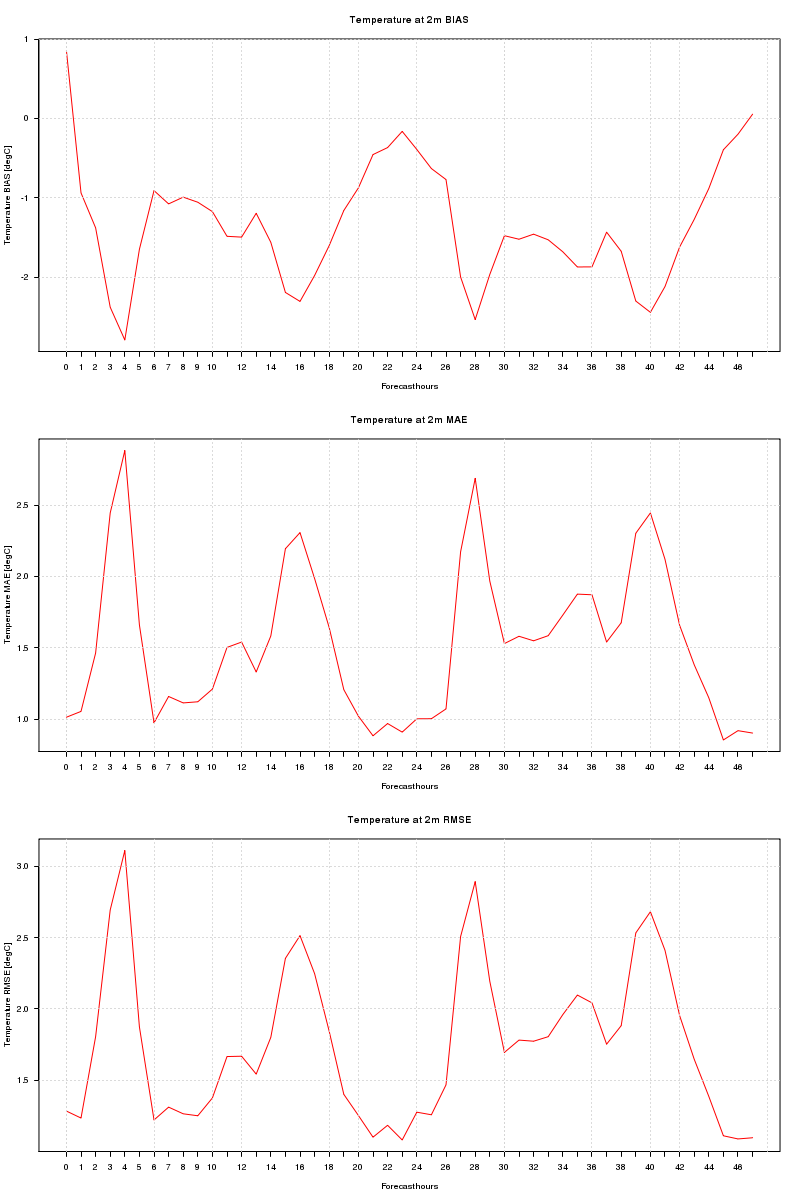 Temperature at 2m BIAS
Temperature BIAS [degC]
1
0
-1
-2
0 1 2 3 4 5 6 7 8 9 10 12 14 16 18 20 22 24 26 28 30 32 34 36 38 40 42 44 46
Forecasthours
Temperature at 2m MAE
Temperature MAE [degC]
2.5
2.0
1.5
1.0
0 1 2 3 4 5 6 7 8 9 10 12 14 16 18 20 22 24 26 28 30 32 34 36 38 40 42 44 46
Forecasthours
Temperature at 2m RMSE
Temperature RMSE [degC]
3.0
2.5
2.0
1.5
0 1 2 3 4 5 6 7 8 9 10 12 14 16 18 20 22 24 26 28 30 32 34 36 38 40 42 44 46
Forecasthours